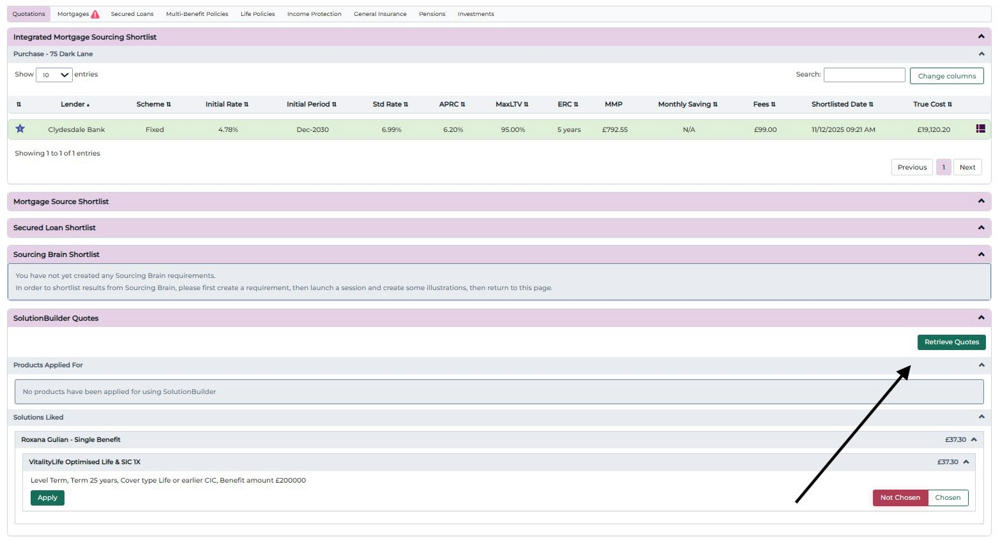 Quotations Mortgages Secured Loans Multi-Benefit Policies Life Policies Income Protection General Insurance Pensions Investments
Integrated Mortgage Sourcing Shortlist
Purchase - 75 Dark Lane
Show 10 entries Search: Change columns
Lender Scheme Initial Rate Initial Period Std Rate APRC MaxLTV ERC MMP Monthly Saving Fees Shortlisted Date True Cost
Clydesdale Bank Fixed 4.78% Dec-2030 6.99% 6.20% 95.00% 5 years £792.55 N/A £99.00 11/12/2025 09:21 AM £19,120.20
Showing 1 to 1 of 1 entries
Previous 1 Next
Mortgage Source Shortlist
Secured Loan Shortlist
Sourcing Brain Shortlist
You have not yet created any Sourcing Brain requirements.
In order to shortlist results from Sourcing Brain, please first create a requirement, then launch a session and create some illustrations, then return to this page.
SolutionBuilder Quotes
Retrieve Quotes
Products Applied For
No products have been applied for using SolutionBuilder
Solutions Liked
Roxana Gulian - Single Benefit £37.30
VitalityLife Optimised Life & SIC 1X £37.30
Level Term, Term 25 years, Cover type Life or earlier CIC, Benefit amount £200000
Apply Not Chosen Chosen